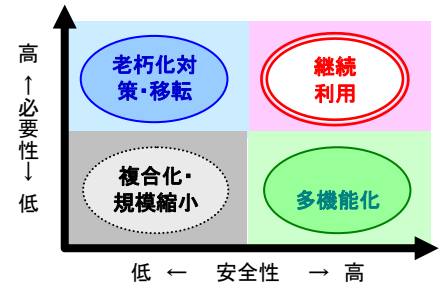 高
↑
必要性
↓
低
老朽化対
策・移転
継続
利用
複合化・
規模縮小
多機能化
低 ← 安全性 → 高